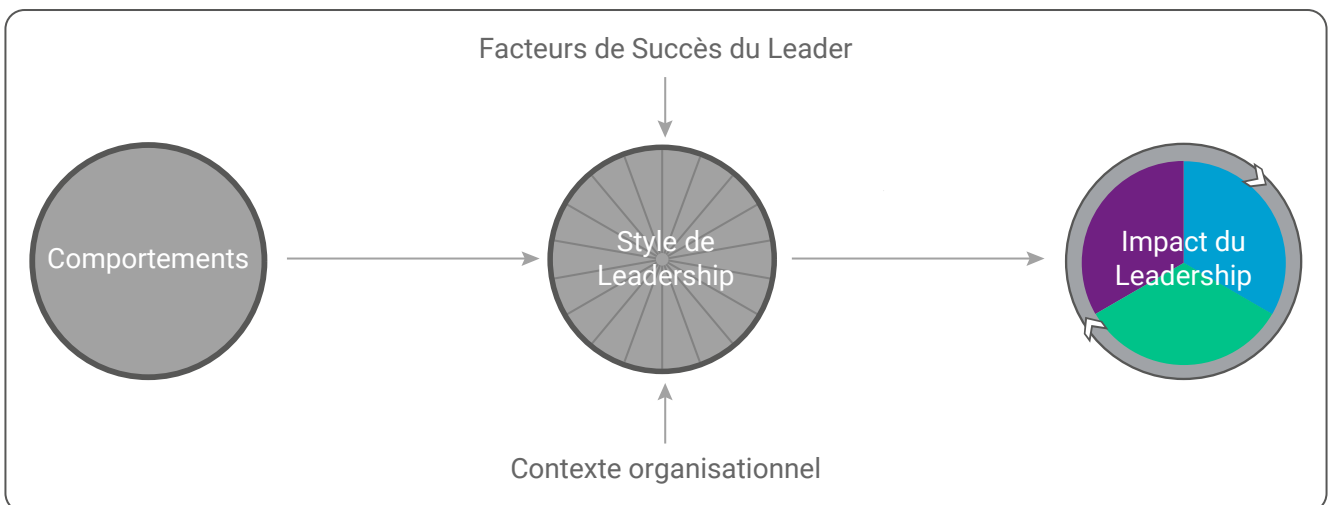 Facteurs de Succès du Leader
Comportements
Style de
Leadership
Impact du
Leadership
Contexte organisationnel